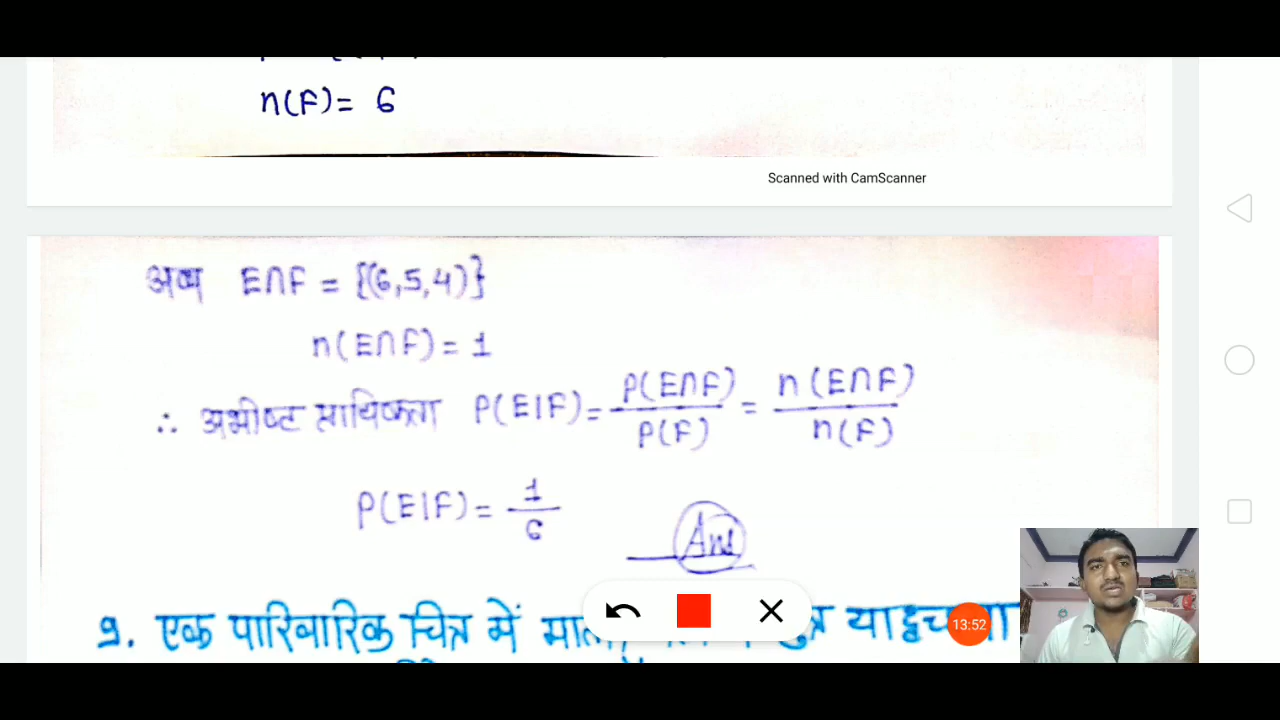 n(F) = 6
Scanned with CamScanner
अब E∩F = {(6,5,4)}
n(E∩F) = 1
∴ अभीष्ट प्रायिकता P(E|F) = P(E∩F)/P(F) = n(E∩F)/n(F)
P(E|F) = 1/6
Ans
9. एक पारिवारिक चित्र में
13:52